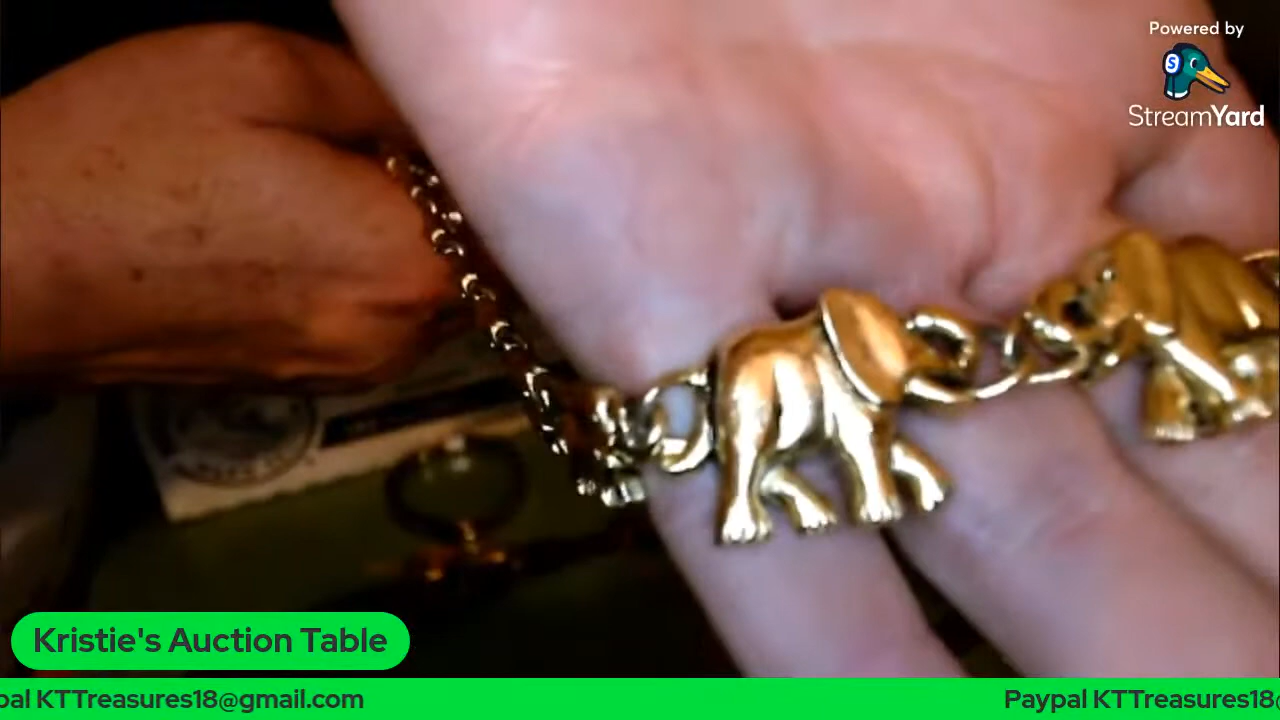 Powered by
S
StreamYard
Kristie's Auction Table
pal KTTreasures18@gmail.com
Paypal KTTreasures18@